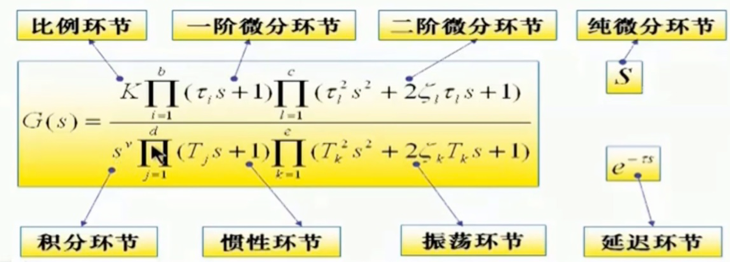 比例环节 一阶微分环节 二阶微分环节 纯微分环节
G(s) = \frac{K\prod_{i=1}^{b}(\tau_i s+1)\prod_{l=1}^{c}(\tau_l^2 s^2+2\zeta_l\tau_l s+1)}{s^v\prod_{j=1}^{d}(T_j s+1)\prod_{k=1}^{e}(T_k^2 s^2+2\zeta_k T_k s+1)}
S
e^{-\tau s}
积分环节 惯性环节 振荡环节 延迟环节